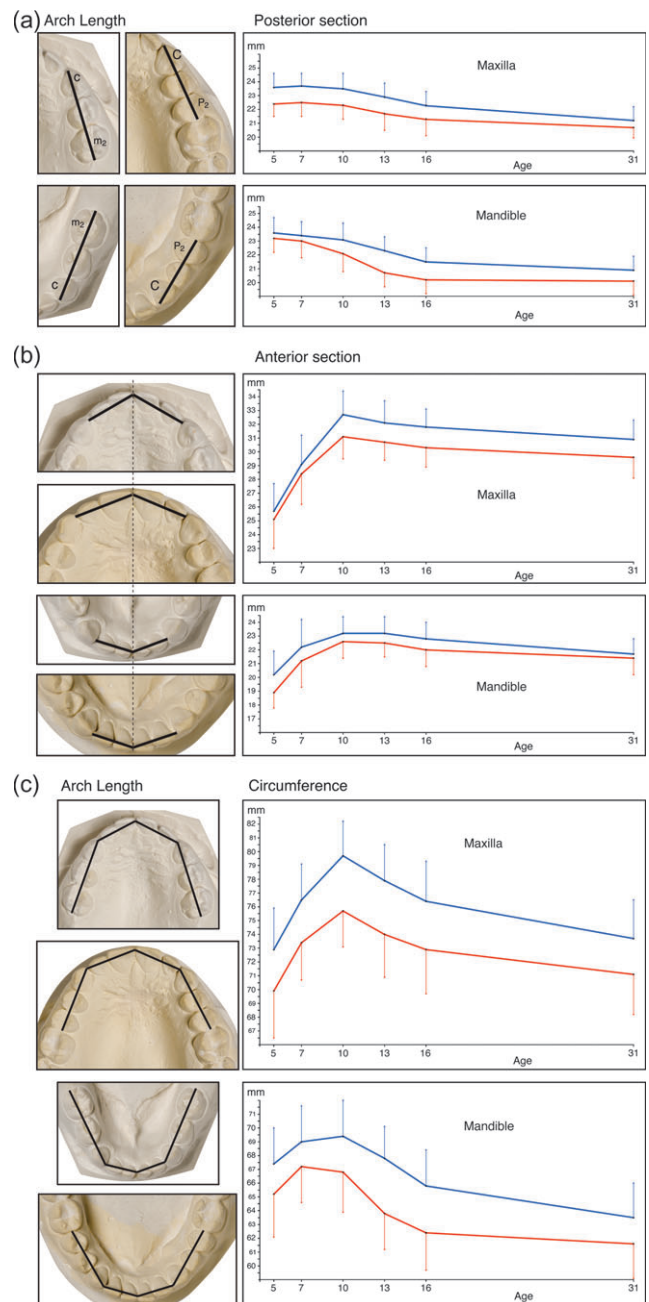 (a) Arch Length Posterior section
C
m₂
C
P₂
mm
Maxilla
26
25
24
23
22
21
20
5 7 10 13 16 31
Age
m₂
C
P₂
C
mm
Mandible
25
24
23
22
21
20
5 7 10 13 16 31
Age
(b) Anterior section
mm
34
33
32
31
30
29
28
27
26
25
24
23
Maxilla
5 7 10 13 16 31
Age
mm
24
23
22
21
20
19
18
17
16
Mandible
5 7 10 13 16 31
Age
(c) Arch Length Circumference
mm
Maxilla
82
81
80
79
78
77
76
75
74
73
72
71
70
69
68
67
5 7 10 13 16 31
Age
mm
Mandible
71
70
69
68
67
66
65
64
63
62
61
60
5 7 10 13 16 31
Age